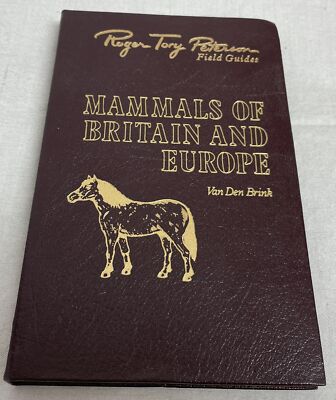 Roger Tory Peterson
Field Guides
MAMMALS OF
BRITAIN AND
EUROPE
Van Den Brink